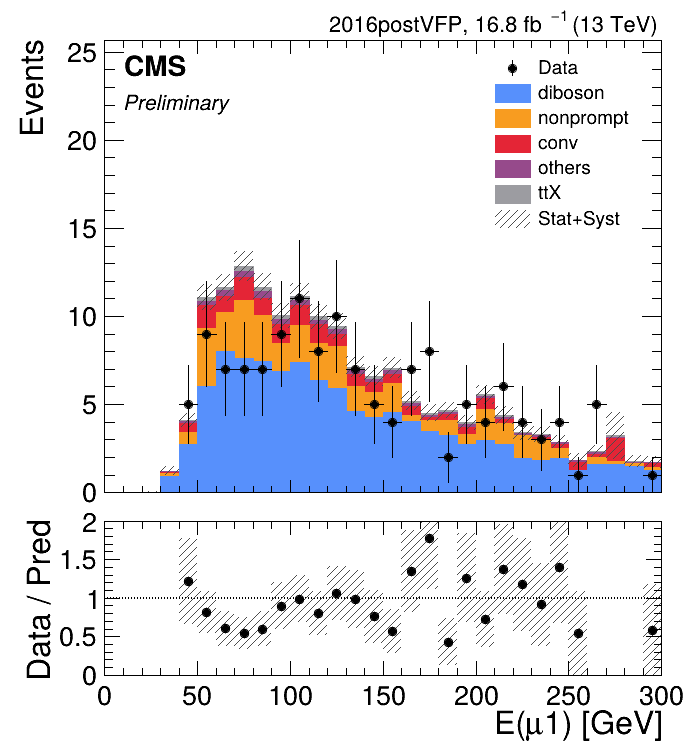 2016postVFP, 16.8 fb⁻¹ (13 TeV)
Events
25
20
15
10
5
0
CMS
Preliminary
Data
diboson
nonprompt
conv
others
ttX
Stat+Syst
Data / Pred
2
1.5
1
0.5
0
0 50 100 150 200 250 300
E(μ1) [GeV]